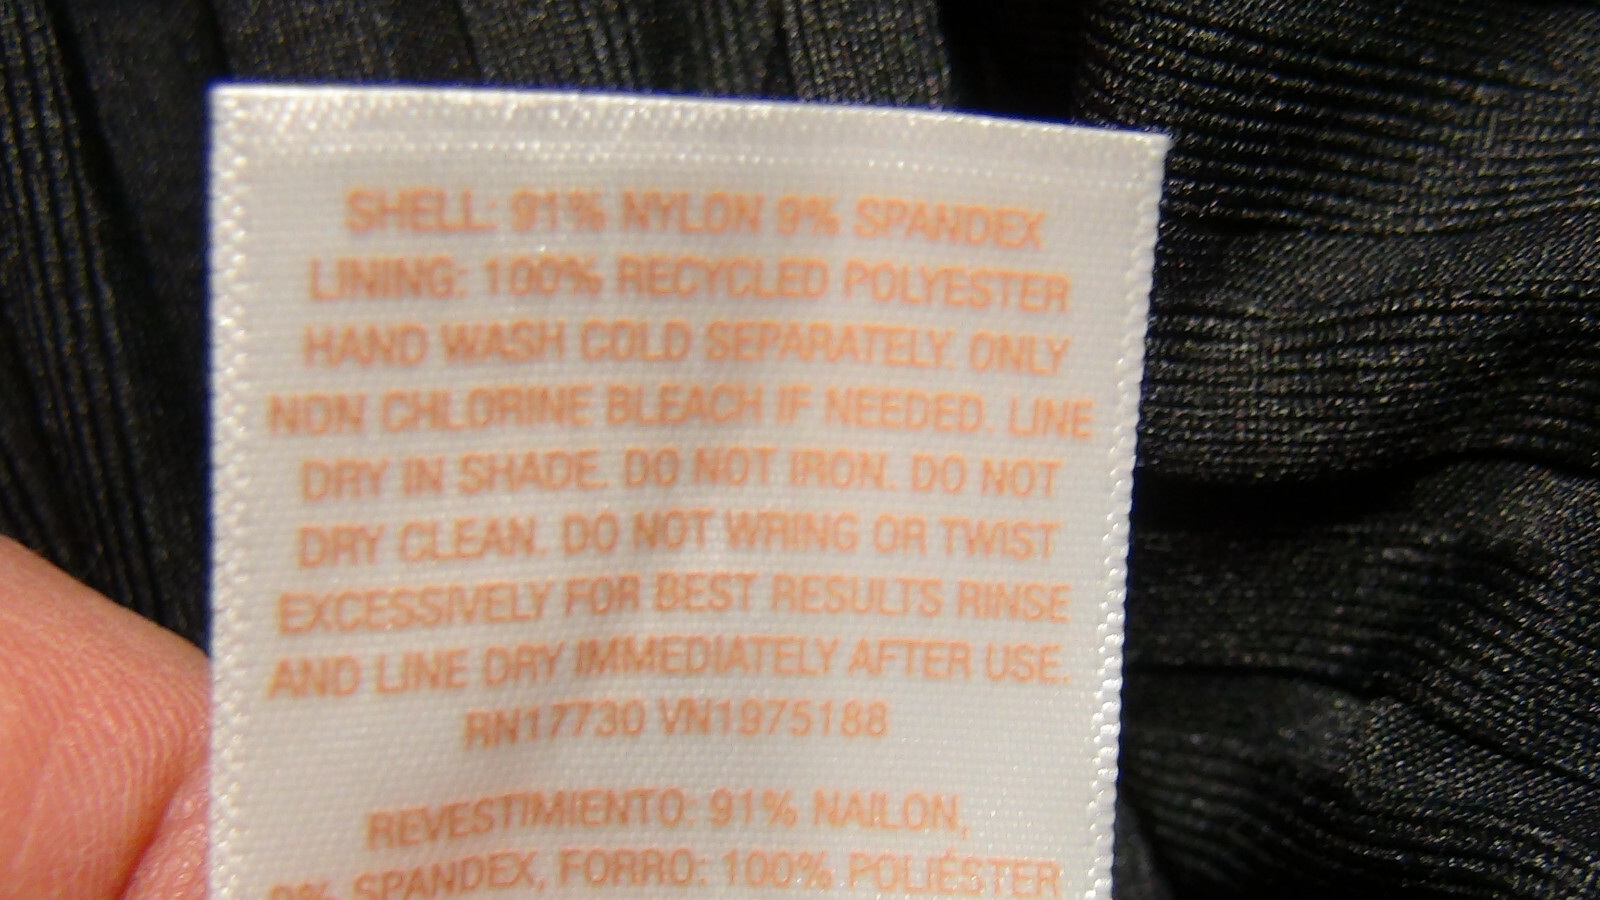 SHELL: 91% NYLON 9% SPANDEX
LINING: 100% RECYCLED POLYESTER
HAND WASH COLD SEPARATELY. ONLY
NON CHLORINE BLEACH IF NEEDED. LINE
DRY IN SHADE. DO NOT IRON. DO NOT
DRY CLEAN. DO NOT WRING OR TWIST
EXCESSIVELY FOR BEST RESULTS RINSE
AND LINE DRY IMMEDIATELY AFTER USE.
RN17730 VN1975188
REVESTIMIENTO: 91% NAILON,
9% SPANDEX, FORRO: 100% POLIÉSTER